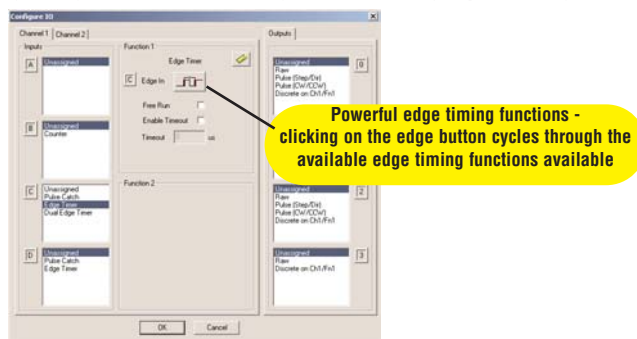 Configure IO
Channel 1 Channel 2
Inputs
A
Unassigned
B
Unassigned
Counter
C
Unassigned
Pulse Catch
Edge Timer
Dual Edge Timer
D
Unassigned
Pulse Catch
Edge Timer
Function 1
Edge Timer
C Edge In
Free Run
Enable Timeout
Timeout us
Function 2
Outputs
Unassigned
Raw
Pulse (Step/Dir)
Pulse (CW/CCW)
Discrete on Ch1/Fn1
0
Powerful edge timing functions -
clicking on the edge button cycles through the
available edge timing functions available
Unassigned
Raw
Pulse (Step/Dir)
Pulse (CW/CCW)
Discrete on Ch1/Fn1
2
Unassigned
Raw
Discrete on Ch1/Fn1
3
OK Cancel